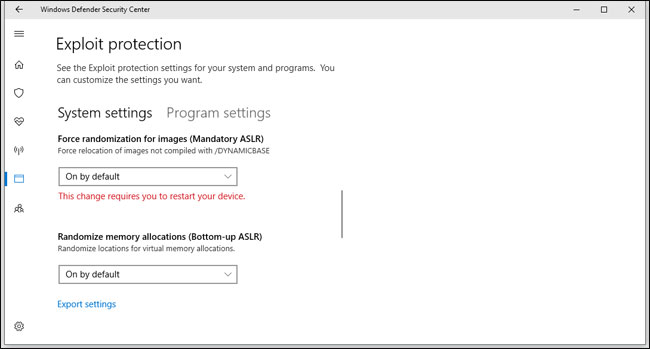 Windows Defender Security Center
Exploit protection
See the Exploit protection settings for your system and programs. You
can customize the settings you want.
System settings Program settings
Force randomization for images (Mandatory ASLR)
Force relocation of images not compiled with /DYNAMICBASE
On by default
This change requires you to restart your device.
Randomize memory allocations (Bottom-up ASLR)
Randomize locations for virtual memory allocations.
On by default
Export settings